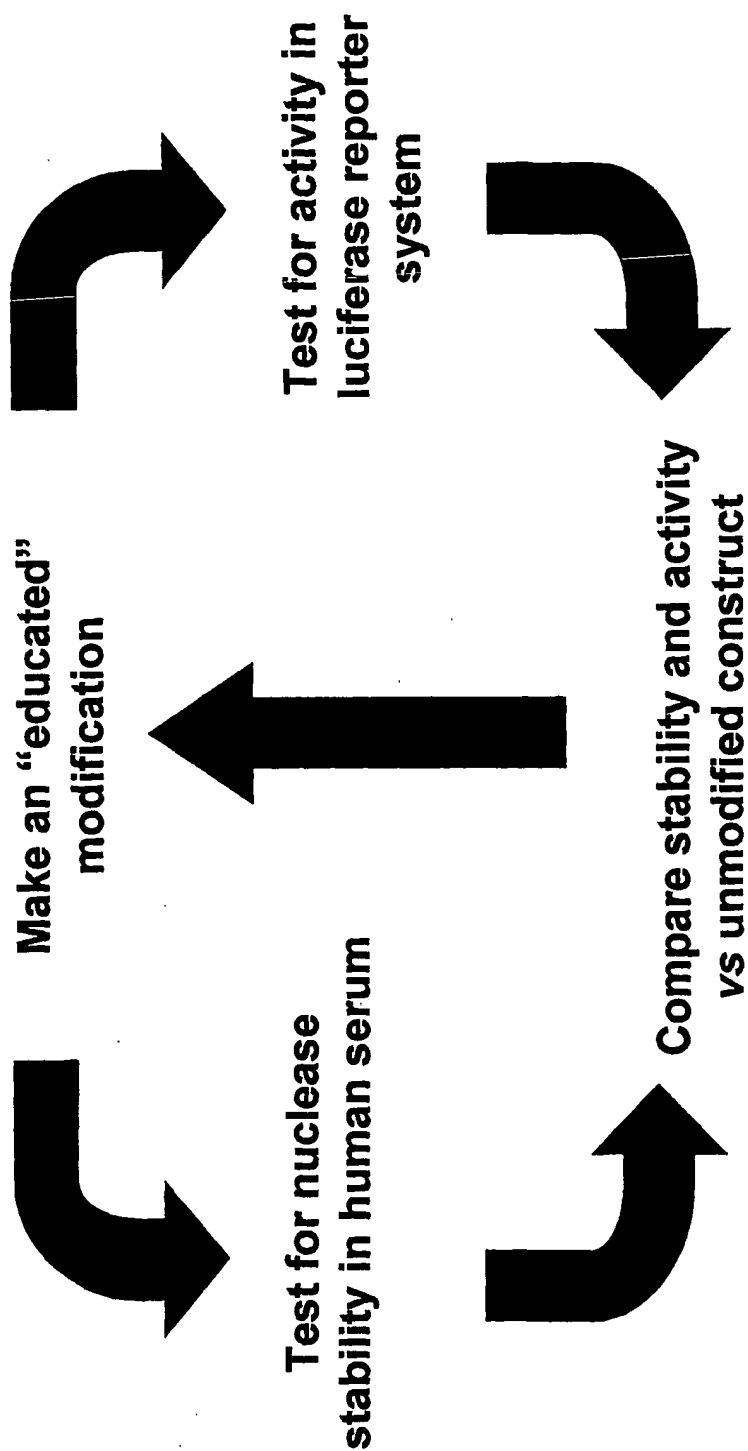 Make an “educated”
modification
Test for nuclease
stability in human serum
Test for activity in
luciferase reporter
system
Compare stability and activity
vs unmodified construct